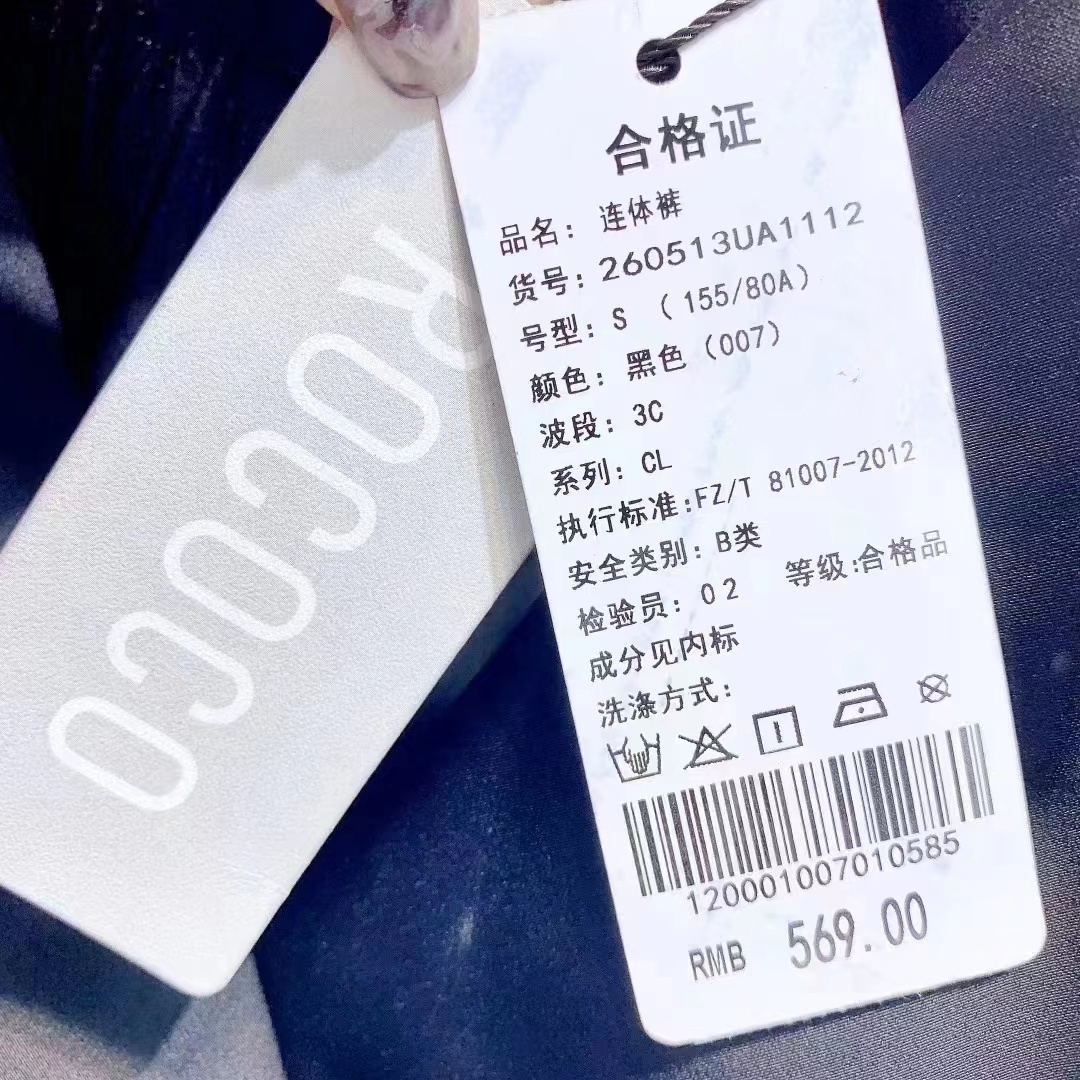 ROCOCO
合格证
品名：连体裤
货号：260513UA1112
号型：S （155/80A）
颜色：黑色（007）
波段：3C
系列：CL
执行标准:FZ/T 81007-2012
安全类别：B类
检验员：02 等级:合格品
成分见内标
洗涤方式：
120001007010585
RMB 569.00